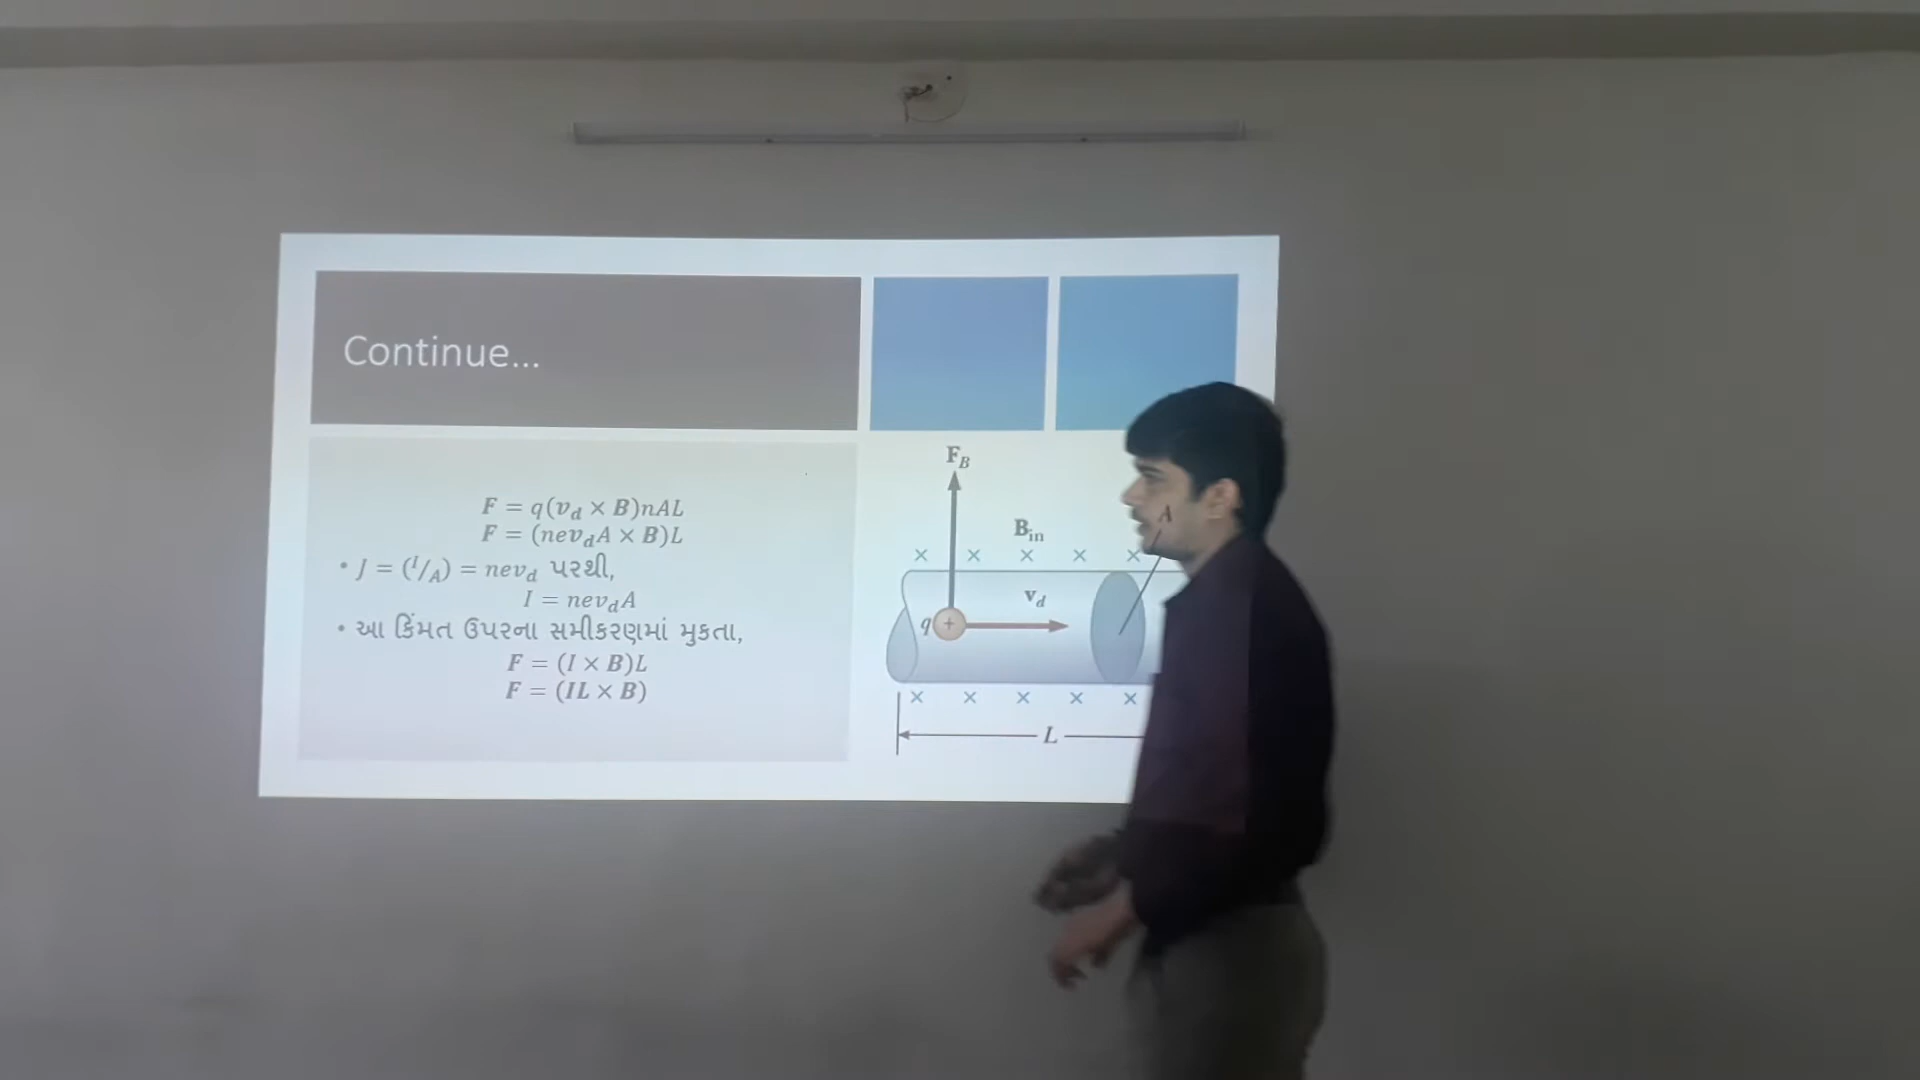 Continue...
F = q(v_d × B)nAL
F = (nev_dA × B)L
• J = (I/A) = nev_d પરથી,
I = nev_dA
• આ કિંમત ઉપરના સમીકરણમાં મુકતા,
F = (I × B)L
F = (IL × B)
F_B
B_in
A
× × × × ×
v_d
q +
× × × × ×
L